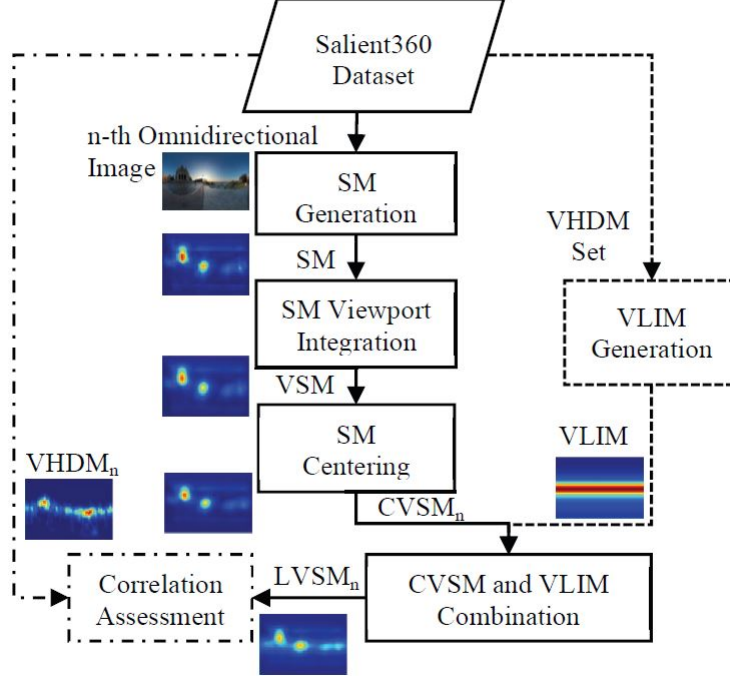 Salient360
Dataset
n-th Omnidirectional
Image
SM
Generation
VHDM
Set
SM
SM Viewport
Integration
VLIM
Generation
VSM
SM
Centering
VLIM
VHDMn
CVSMn
LVSMn
Correlation
Assessment
CVSM and VLIM
Combination